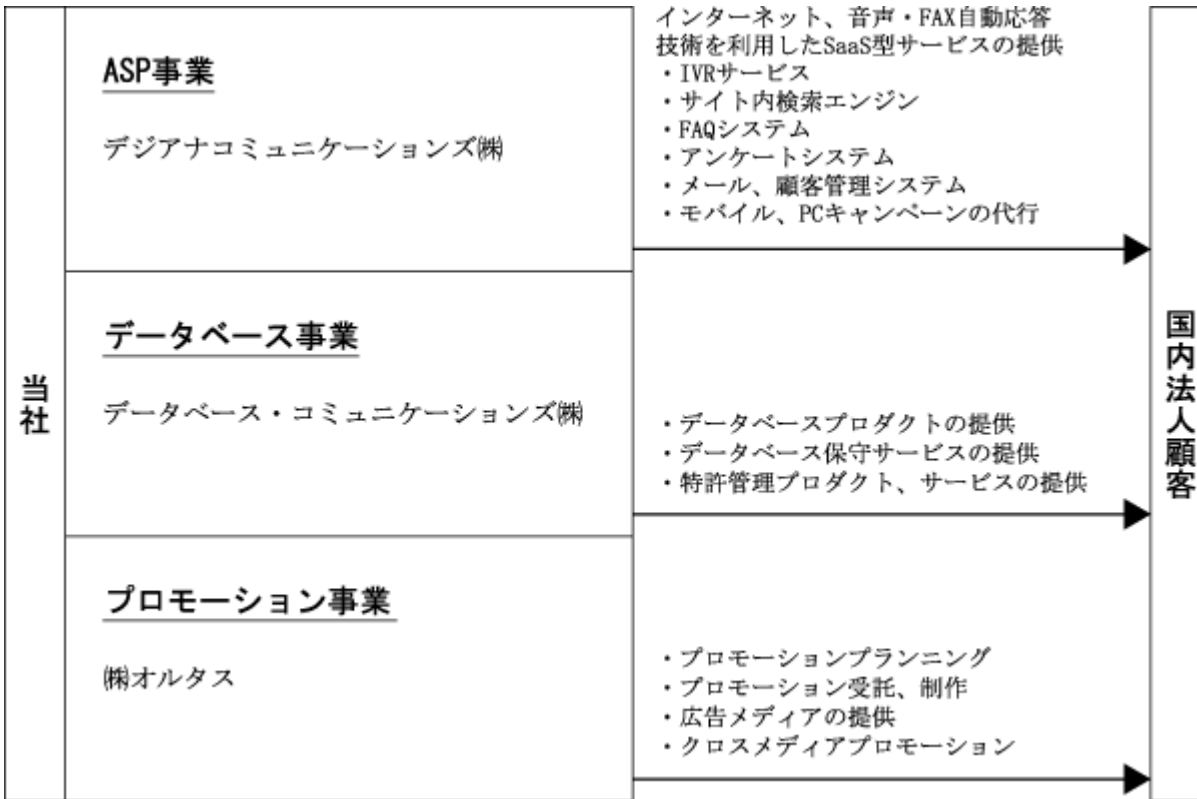 当社
ASP事業
デジアナコミュニケーションズ㈱
インターネット、音声・FAX自動応答
技術を利用したSaaS型サービスの提供
・IVRサービス
・サイト内検索エンジン
・FAQシステム
・アンケートシステム
・メール、顧客管理システム
・モバイル、PCキャンペーンの代行
データベース事業
データベース・コミュニケーションズ㈱
・データベースプロダクトの提供
・データベース保守サービスの提供
・特許管理プロダクト、サービスの提供
プロモーション事業
㈱オルタス
・プロモーションプランニング
・プロモーション受託、制作
・広告メディアの提供
・クロスメディアプロモーション
国内法人顧客